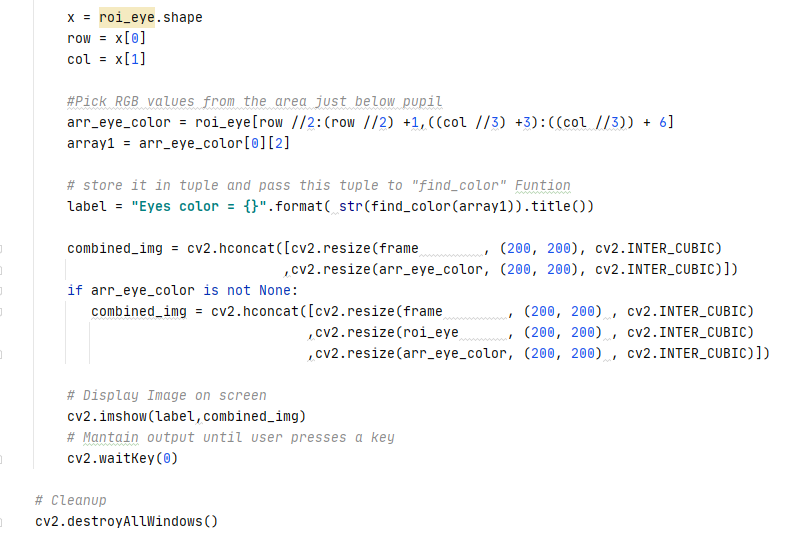 x = roi_eye.shape
row = x[0]
col = x[1]
#Pick RGB values from the area just below pupil
arr_eye_color = roi_eye[row //2:(row //2) +1,((col //3) +3):((col //3)) + 6]
array1 = arr_eye_color[0][2]
# store it in tuple and pass this tuple to "find_color" Funtion
label = "Eyes color = {}".format( str(find_color(array1)).title())
combined_img = cv2.hconcat([cv2.resize(frame        , (200, 200), cv2.INTER_CUBIC)
,cv2.resize(arr_eye_color, (200, 200), cv2.INTER_CUBIC)])
if arr_eye_color is not None:
combined_img = cv2.hconcat([cv2.resize(frame        , (200, 200) , cv2.INTER_CUBIC)
,cv2.resize(roi_eye      , (200, 200) , cv2.INTER_CUBIC)
,cv2.resize(arr_eye_color, (200, 200) , cv2.INTER_CUBIC)])
# Display Image on screen
cv2.imshow(label,combined_img)
# Mantain output until user presses a key
cv2.waitKey(0)
# Cleanup
cv2.destroyAllWindows()